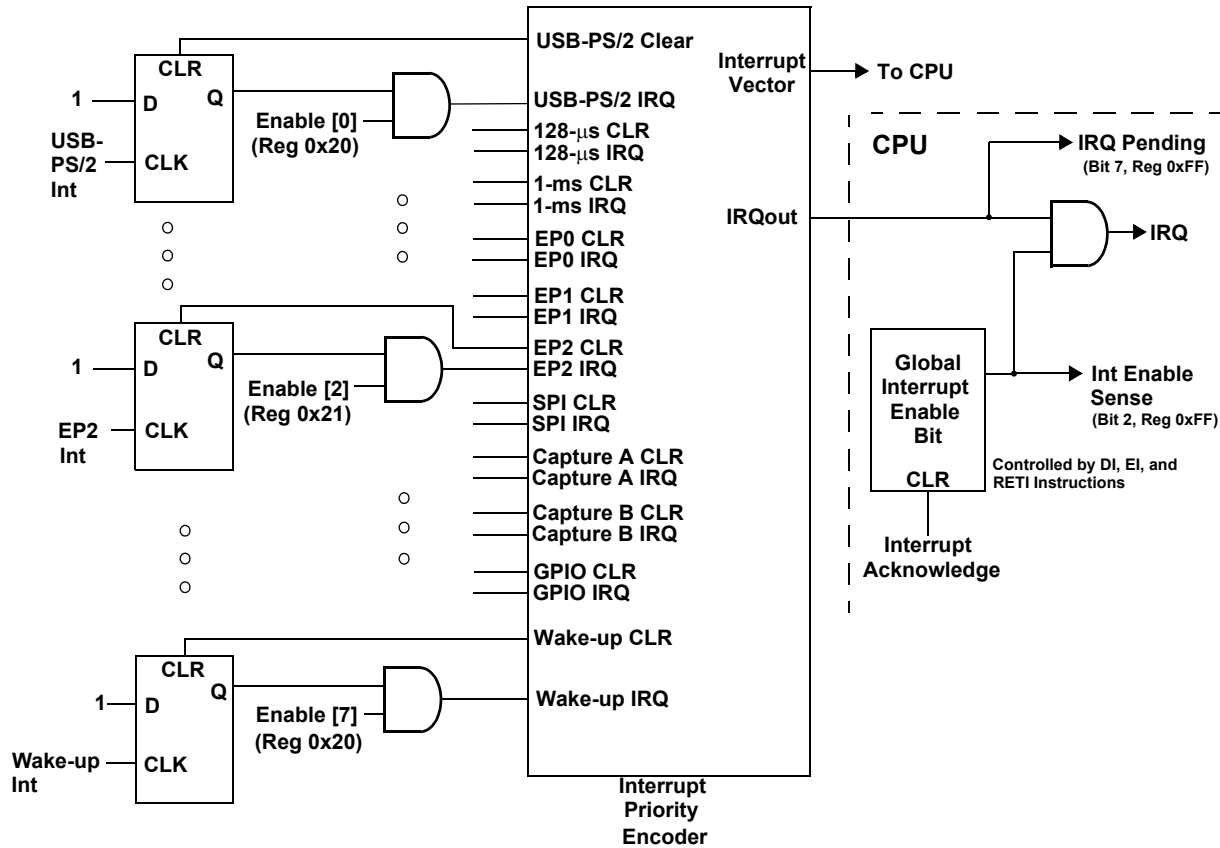 CLR
1
D
Q
USB-
PS/2
Int
CLK
Enable [0]
(Reg 0x20)
CLR
1
D
Q
EP2
Int
CLK
Enable [2]
(Reg 0x21)
CLR
1
D
Q
Wake-up
Int
CLK
Enable [7]
(Reg 0x20)
USB-PS/2 Clear
USB-PS/2 IRQ
128-μs CLR
128-μs IRQ
1-ms CLR
1-ms IRQ
EP0 CLR
EP0 IRQ
EP1 CLR
EP1 IRQ
EP2 CLR
EP2 IRQ
SPI CLR
SPI IRQ
Capture A CLR
Capture A IRQ
Capture B CLR
Capture B IRQ
GPIO CLR
GPIO IRQ
Wake-up CLR
Wake-up IRQ
Interrupt
Vector
IRQout
Interrupt
Priority
Encoder
To CPU
CPU
IRQ Pending
(Bit 7, Reg 0xFF)
IRQ
Global
Interrupt
Enable
Bit
CLR
Int Enable
Sense
(Bit 2, Reg 0xFF)
Controlled by DI, EI, and
RETI Instructions
Interrupt
Acknowledge